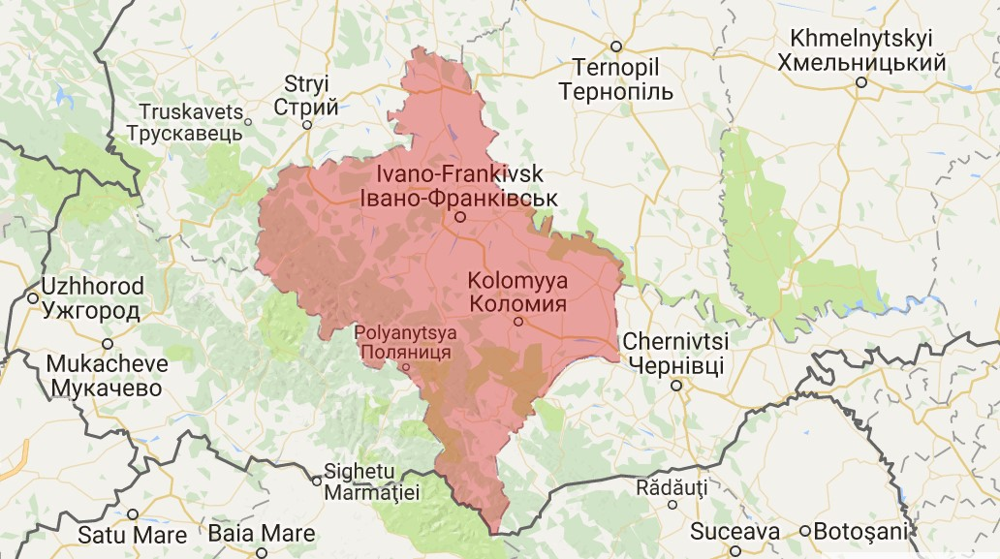 Khmelnytskyi
Хмельницький
Ternopil
Тернопіль
Stryi
Стрий
Truskavets
Трускавець
Ivano-Frankivsk
Івано-Франківськ
Uzhhorod
Ужгород
Kolomyya
Коломия
Polyanytsya
Поляниця
Chernivtsi
Чернівці
Mukacheve
Мукачево
Sighetu
Marmaţiei
Rădăuţi
Satu Mare
Baia Mare
Suceava
Botoşani